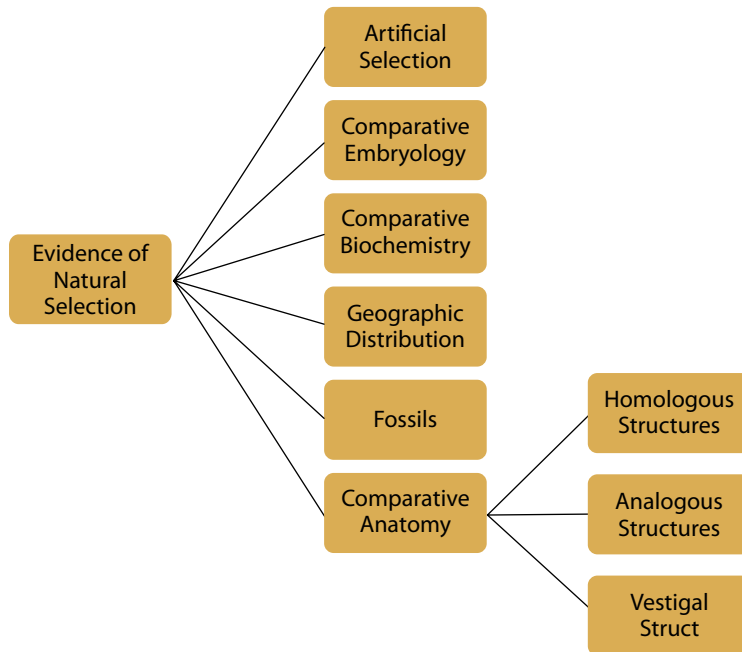 Artificial
Selection
Comparative
Embryology
Comparative
Biochemistry
Evidence of
Natural
Selection
Geographic
Distribution
Fossils
Comparative
Anatomy
Homologous
Structures
Analogous
Structures
Vestigal
Struct